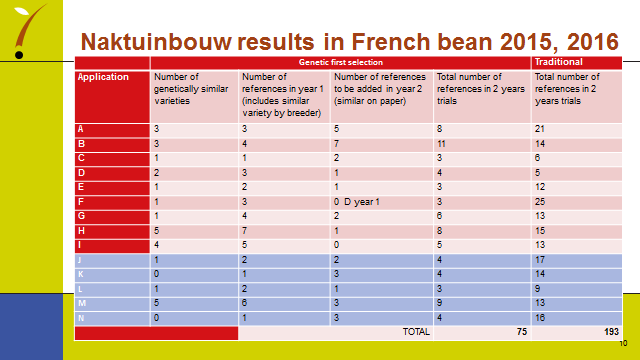 Naktuinbouw results in French bean 2015, 2016
Genetic first selection Traditional
Application Number of genetically similar varieties Number of references in year 1 (includes similar variety by breeder) Number of references to be added in year 2 (similar on paper) Total number of references in 2 years trials Total number of references in 2 years trials
A 3 3 5 8 21
B 3 4 7 11 14
C 1 1 2 3 6
D 2 3 1 4 5
E 1 2 1 3 12
F 1 3 0 D year 1 3 25
G 1 4 2 6 13
H 5 7 1 8 15
I 4 5 0 5 13
J 1 2 2 4 17
K 0 1 3 4 14
L 1 2 1 3 9
M 5 6 3 9 13
N 0 1 3 4 16
TOTAL 75 193
10